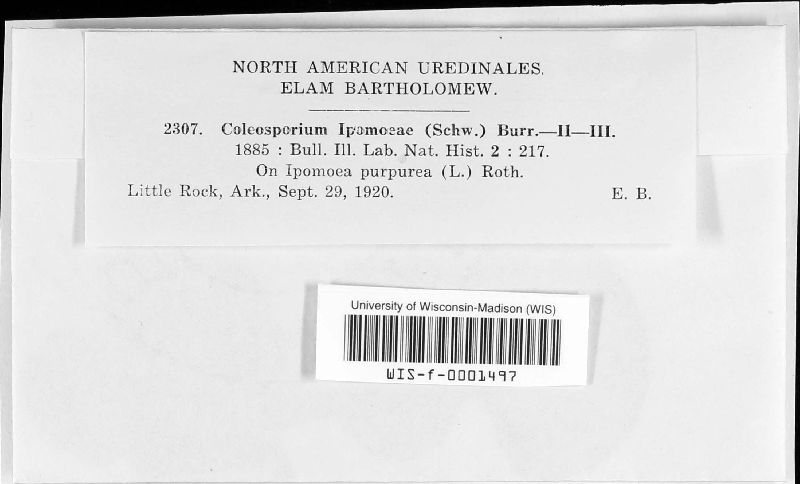 NORTH AMERICAN UREDINALES.
ELAM BARTHOLOMEW.
2307. Coleosporium Ipomoeae (Schw.) Burr.—II—III.
1885 : Bull. Ill. Lab. Nat. Hist. 2 : 217.
On Ipomoea purpurea (L.) Roth.
Little Rock, Ark., Sept. 29, 1920. E. B.
University of Wisconsin-Madison (WIS)
WIS-f-0001497